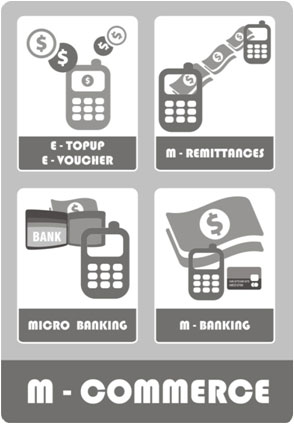 $ $ $ $
$
E - TOPUP
E - VOUCHER
$
M - REMITTANCES
BANK
MICRO BANKING
$
M - BANKING
M - COMMERCE